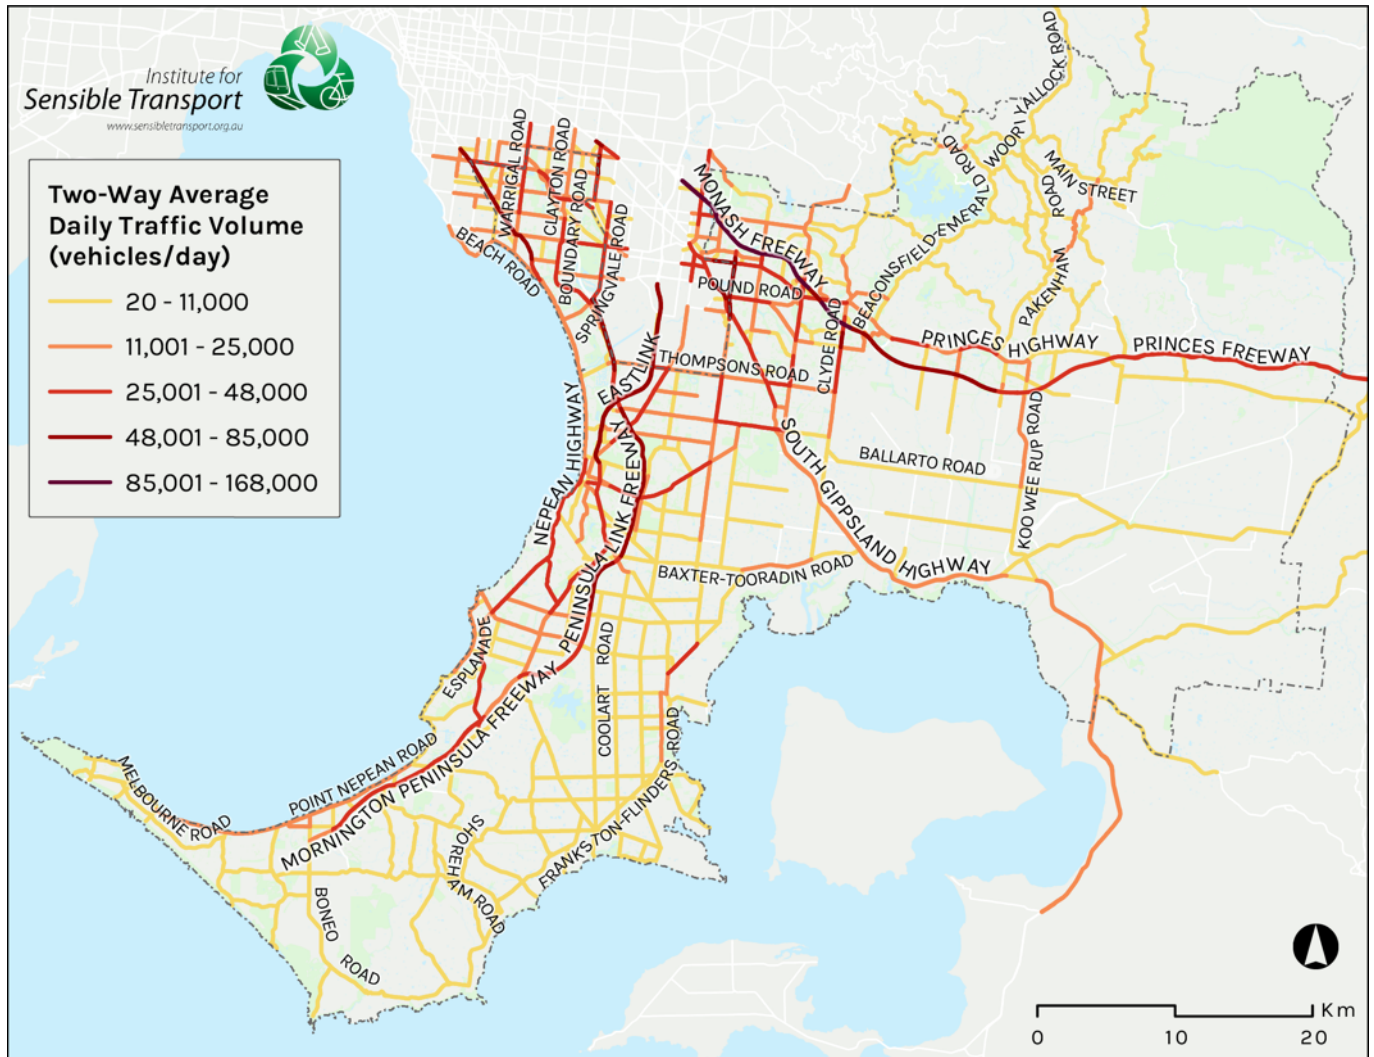 Institute for
Sensible Transport
www.sensibletransport.org.au
Two-Way Average
Daily Traffic Volume
(vehicles/day)
20 - 11,000
11,001 - 25,000
25,001 - 48,000
48,001 - 85,000
85,001 - 168,000
WARRIGAL ROAD
CLAYTON ROAD
BOUNDARY ROAD
SPRINGVALE ROAD
BEACH ROAD
MONASH FREEWAY
POUND ROAD
BEACONSFIELD-EMERALD ROAD
WOORI YALLOCK ROAD
MAIN STREET
PAKENHAM ROAD
PRINCES HIGHWAY
PRINCES FREEWAY
CLYDE ROAD
THOMPSONS ROAD
EASTLINK
NEPEAN HIGHWAY
BALLARTO ROAD
KOO WEE RUP ROAD
SOUTH GIPPSLAND HIGHWAY
PENINSULA LINK FREEWAY
BAXTER-TOORADIN ROAD
ESPLANADE
COOLART ROAD
MORNINGTON PENINSULA FREEWAY
POINT NEPEAN ROAD
MELBOURNE ROAD
FRANKSTON-FLINDERS ROAD
SHOREHAM ROAD
BONEO ROAD
Km
0 10 20